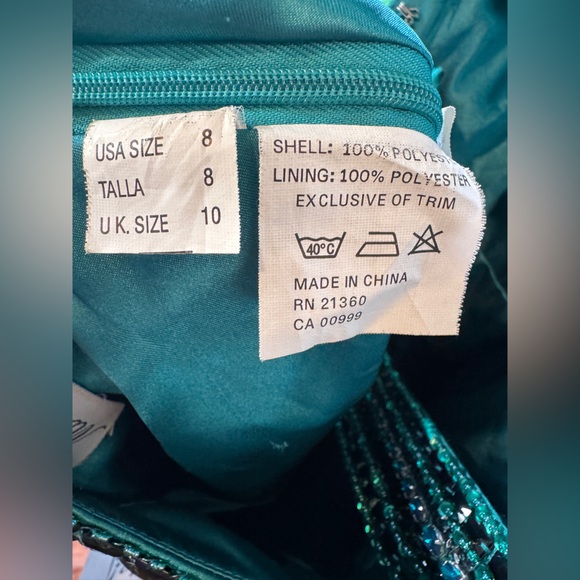 USA SIZE 8
TALLA 8
U K. SIZE 10
SHELL: 100% POLYEST
LINING: 100% POLYESTER
EXCLUSIVE OF TRIM
40°C
MADE IN CHINA
RN 21360
CA 00999